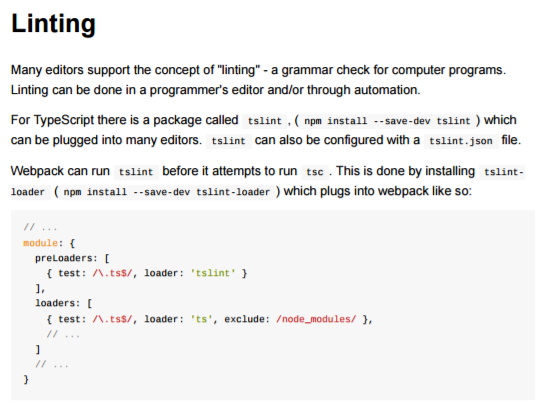 Linting
Many editors support the concept of "linting" - a grammar check for computer programs.
Linting can be done in a programmer's editor and/or through automation.
For TypeScript there is a package called tslint , ( npm install --save-dev tslint ) which
can be plugged into many editors. tslint can also be configured with a tslint.json file.
Webpack can run tslint before it attempts to run tsc . This is done by installing tslint-
loader ( npm install --save-dev tslint-loader ) which plugs into webpack like so:
// ...
module: {
  preLoaders: [
    { test: /\.ts$/, loader: 'tslint' }
  ],
  loaders: [
    { test: /\.ts$/, loader: 'ts', exclude: /node_modules/ },
    // ...
  ]
  // ...
}